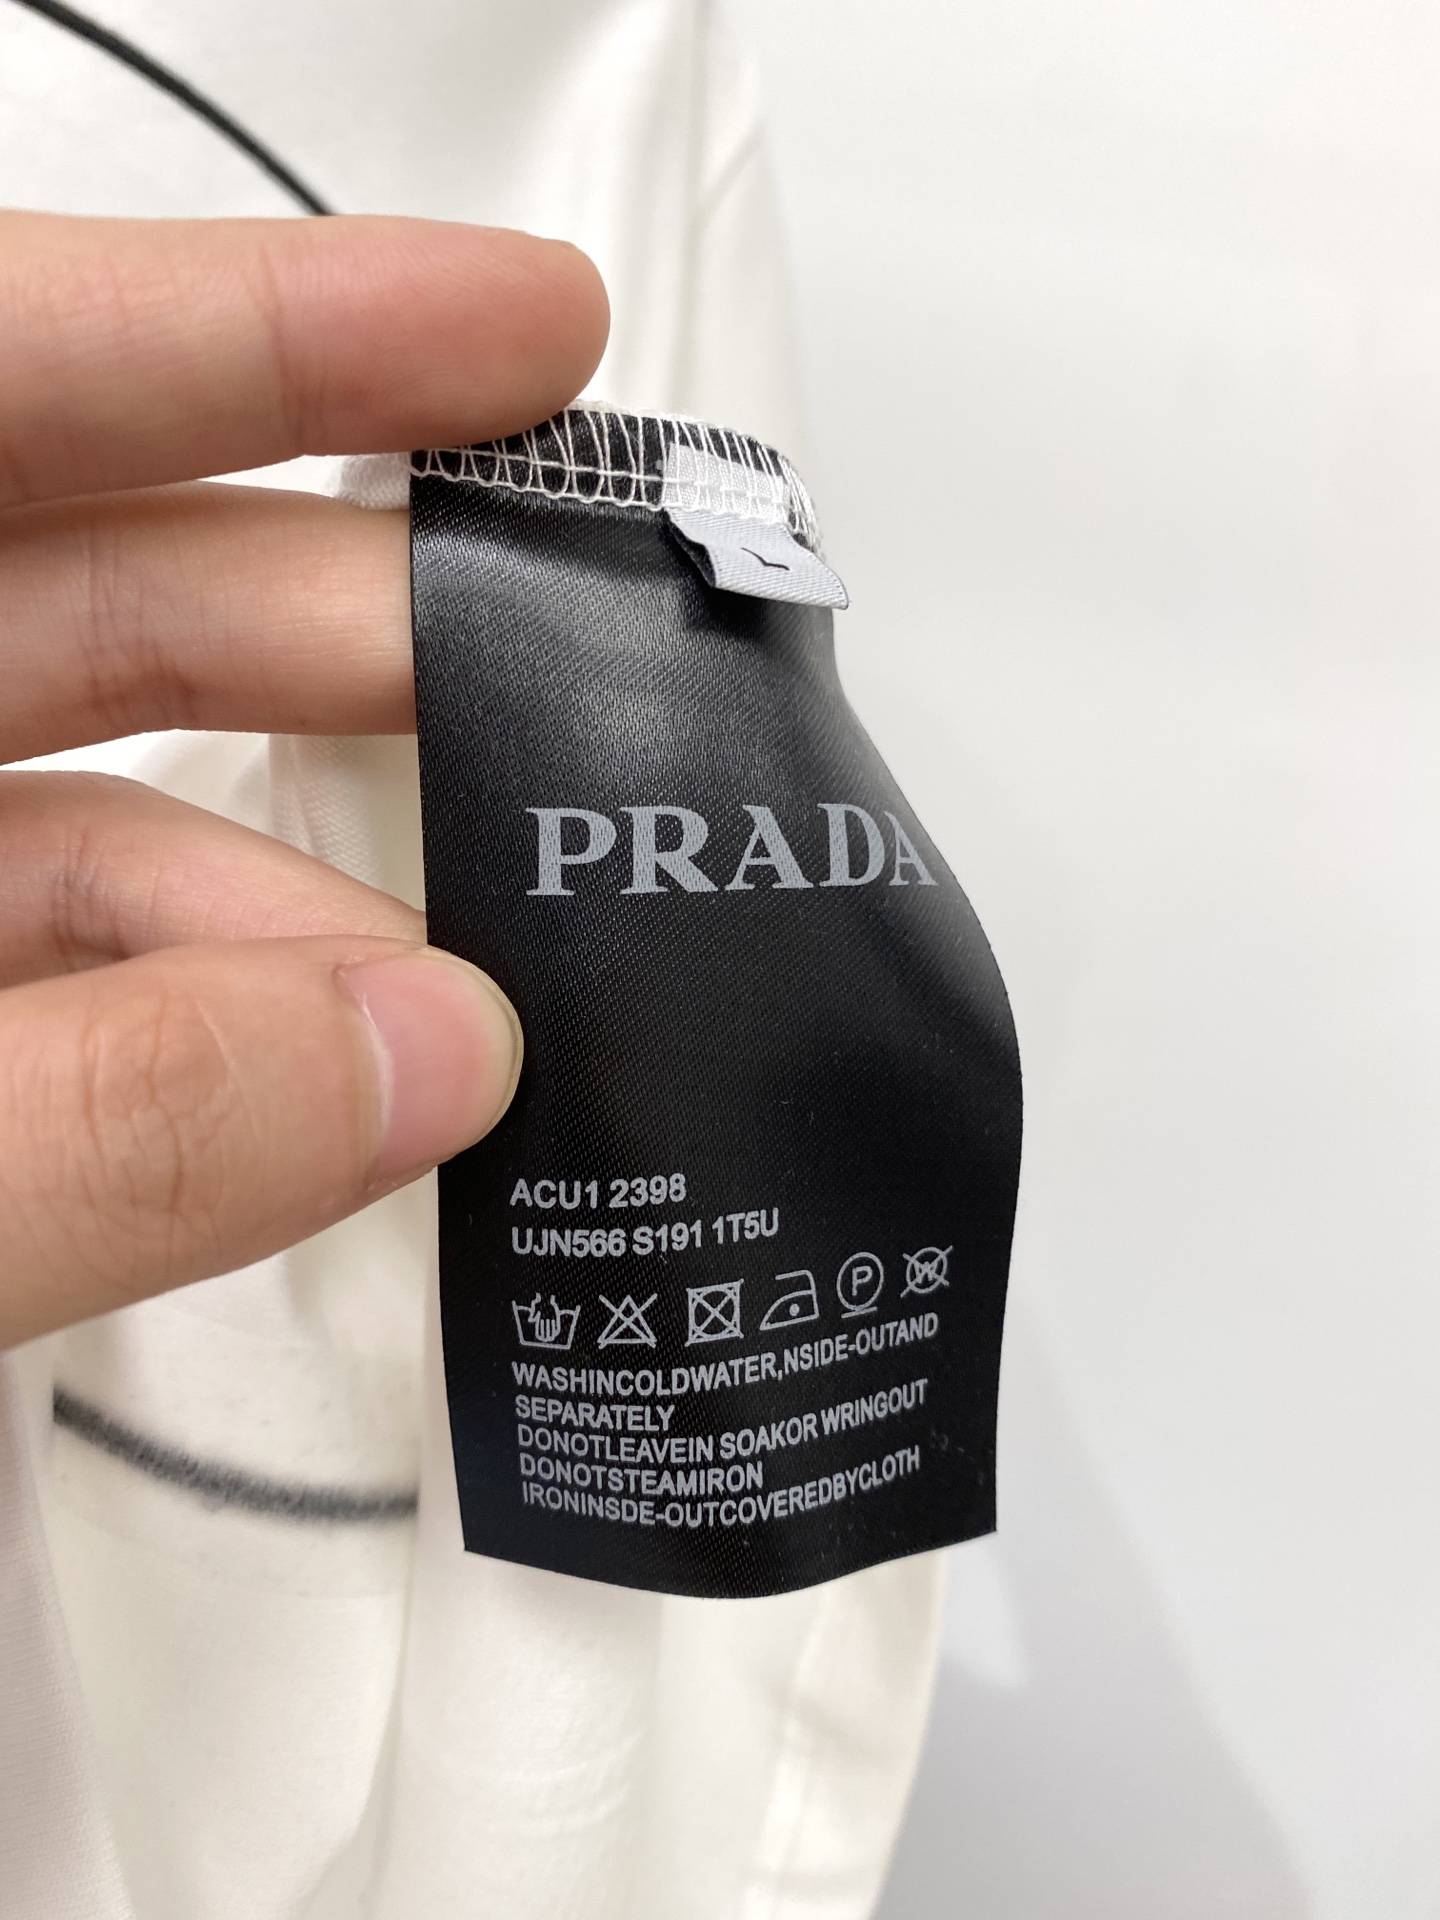 PRADA
ACU1 2398
UJN566 S191 1T5U
P W
WASHINCOLDWATER,NSIDE-OUTAND
SEPARATELY
DONOTLEAVEIN SOAKOR WRINGOUT
DONOTSTEAMIRON
IRONINSDE-OUTCOVEREDBYCLOTH